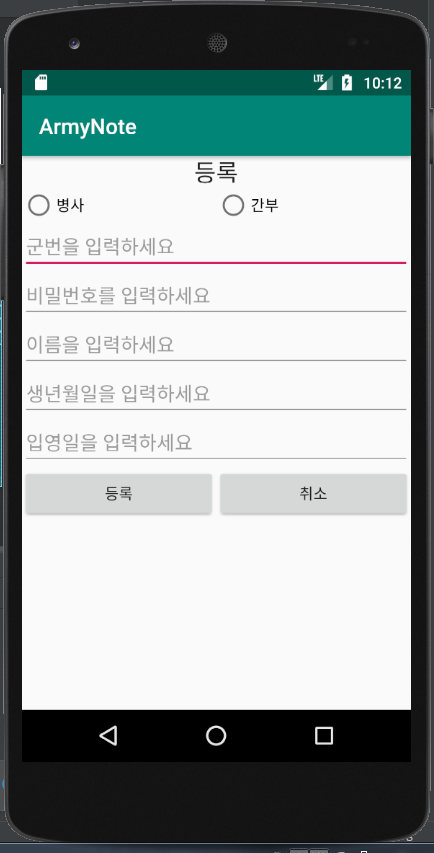 LTE 10:12
ArmyNote
등록
병사 간부
군번을 입력하세요
비밀번호를 입력하세요
이름을 입력하세요
생년월일을 입력하세요
입영일을 입력하세요
등록 취소